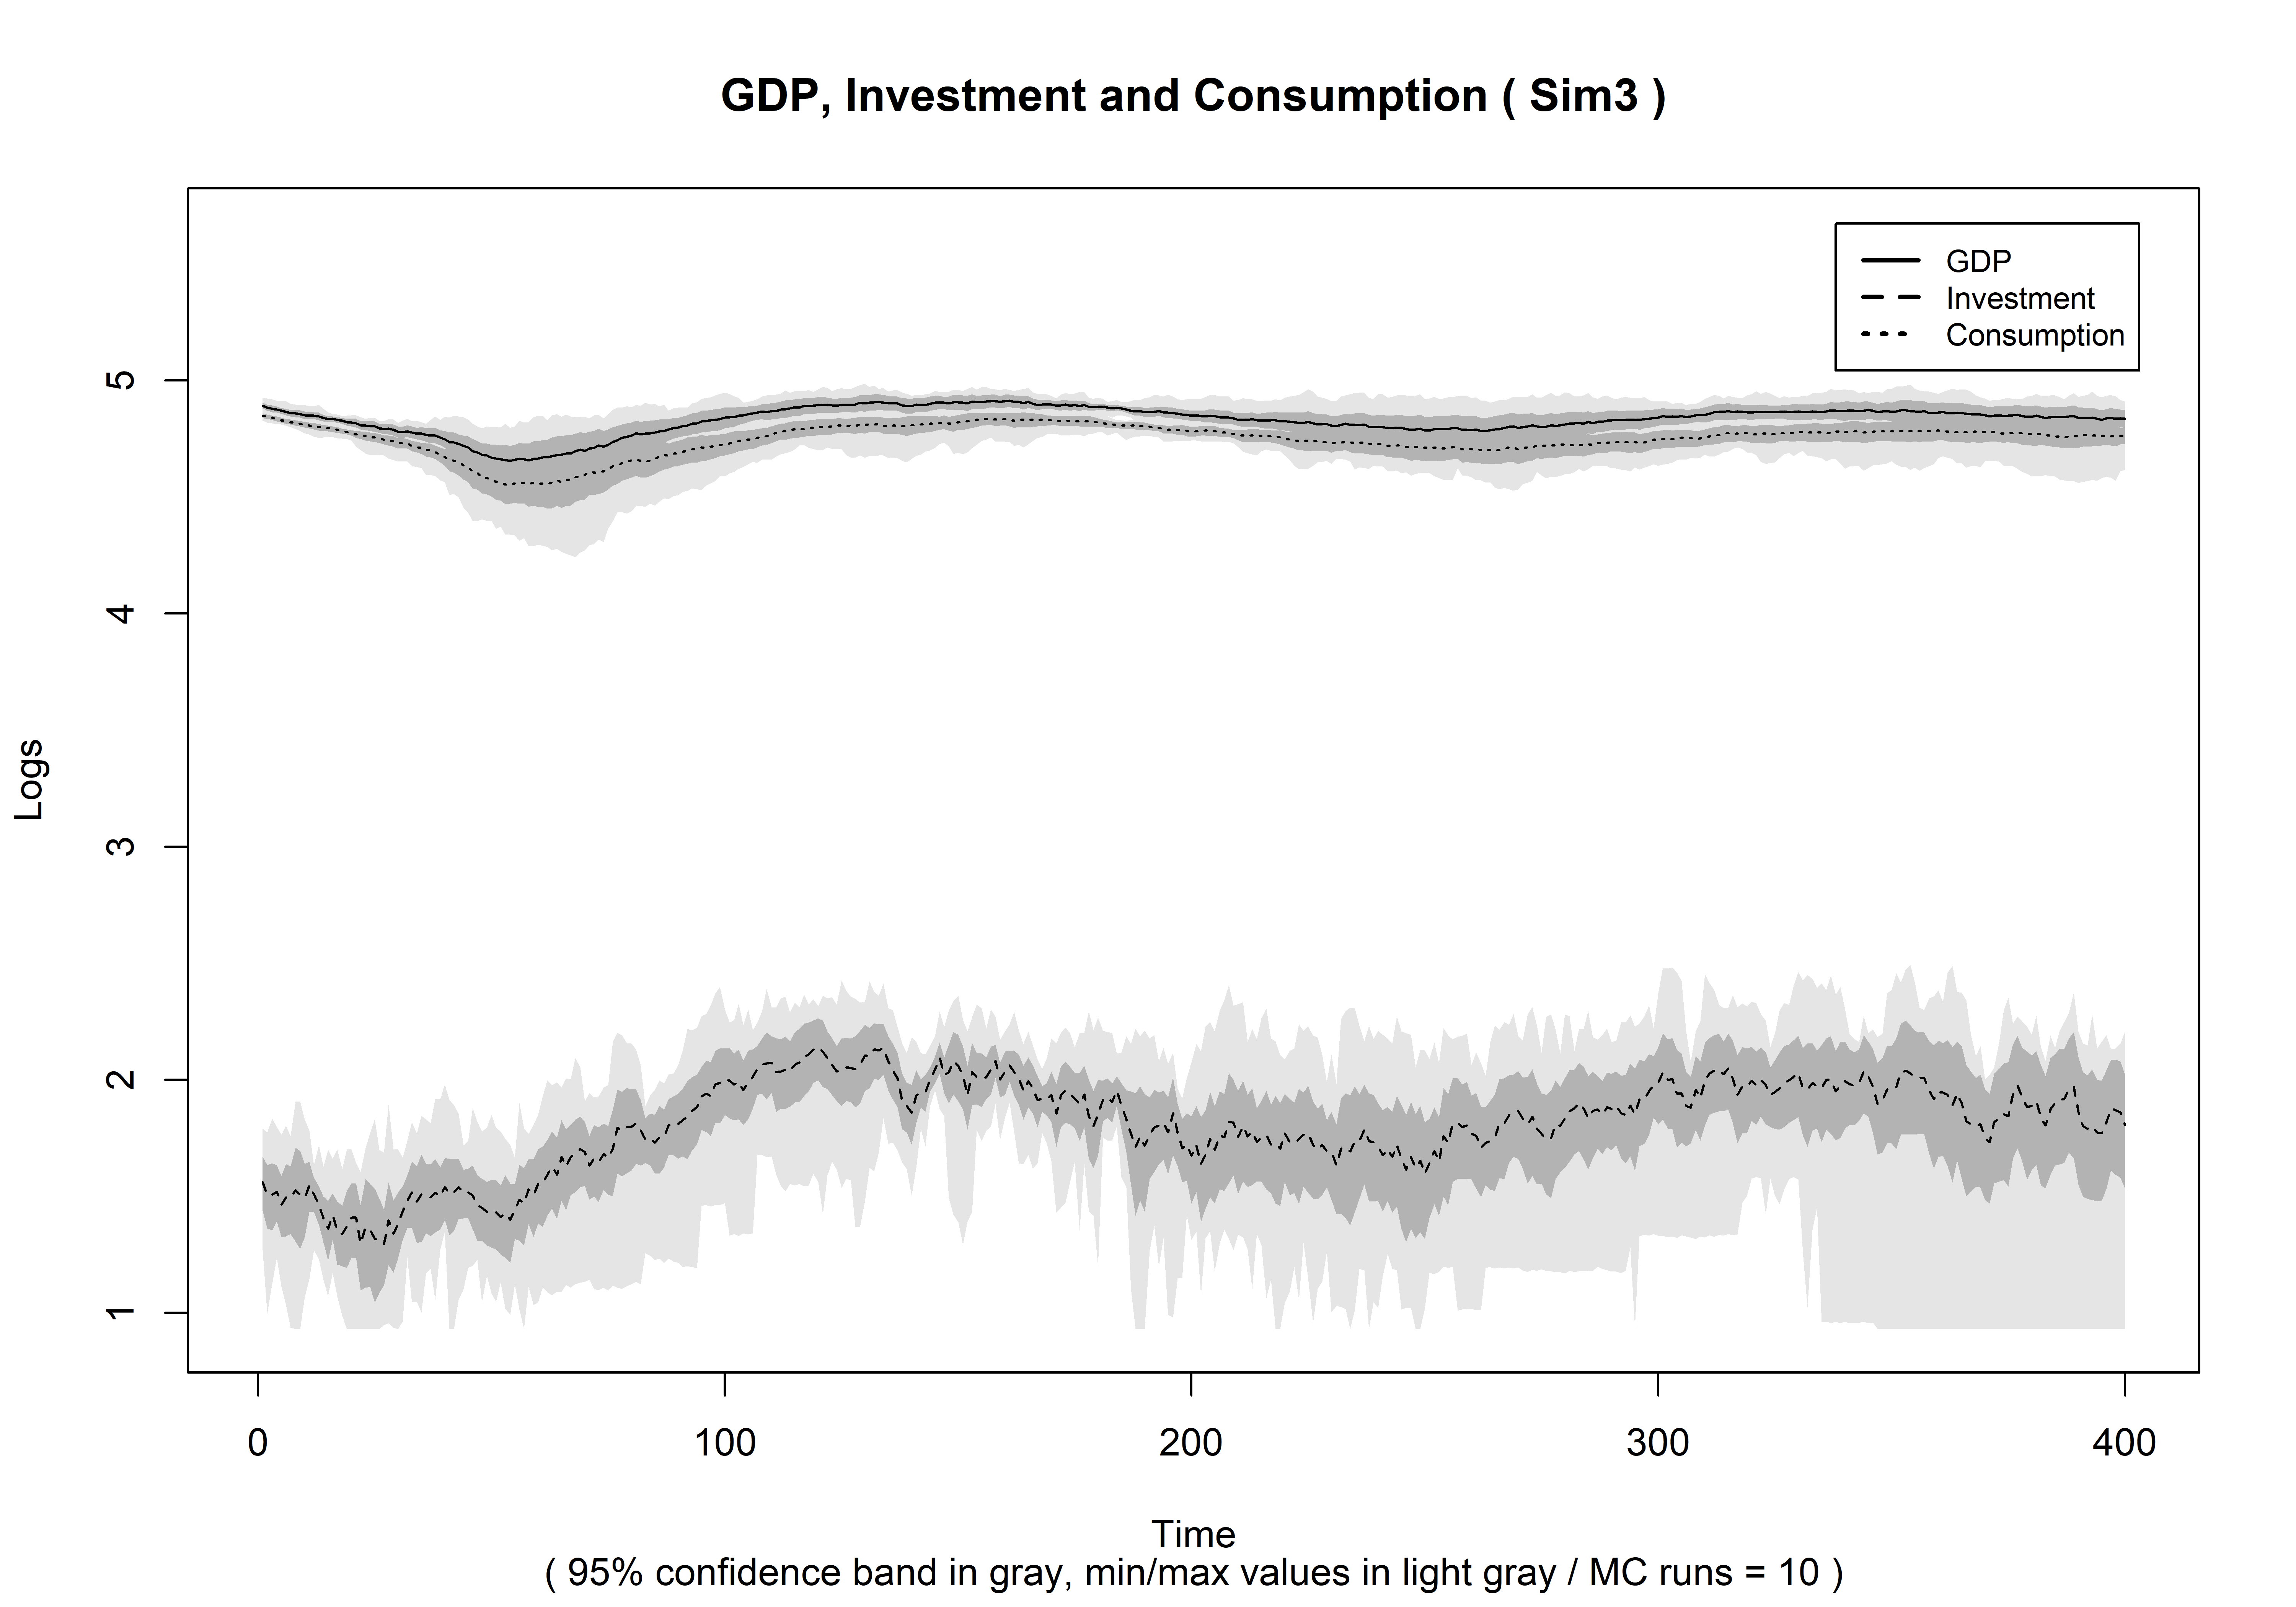 GDP, Investment and Consumption ( Sim3 )
GDP
Investment
Consumption
Logs
5
4
3
2
1
0 100 200 300 400
Time
( 95% confidence band in gray, min/max values in light gray / MC runs = 10 )